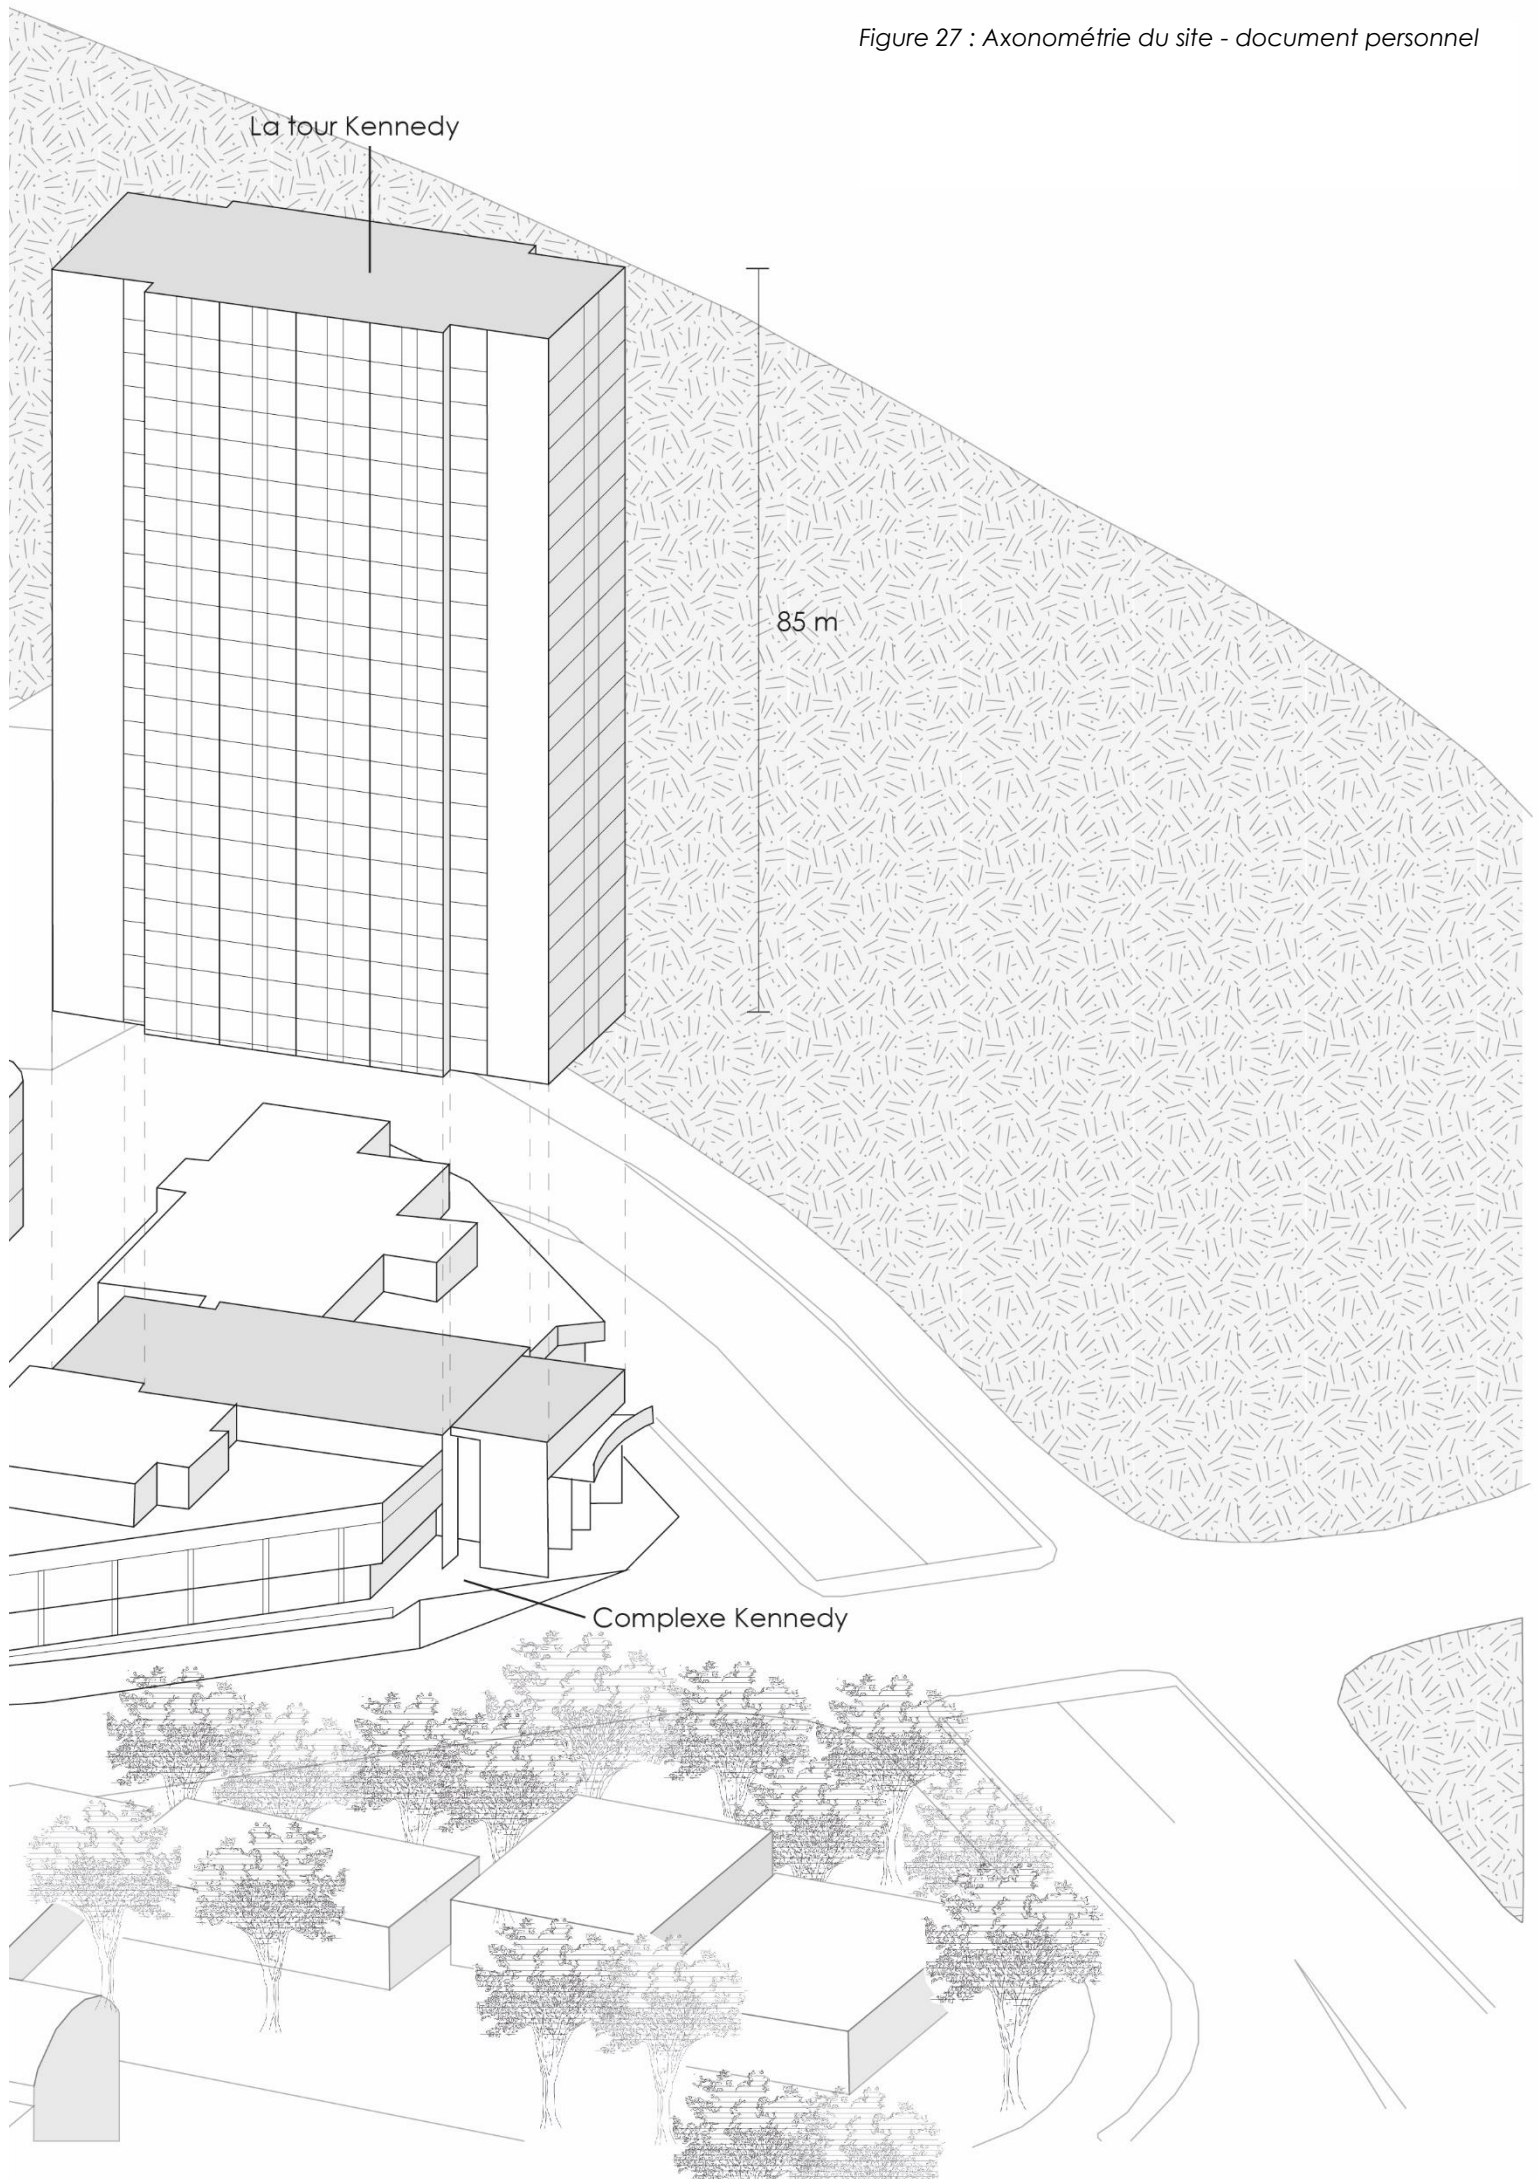 Figure 27 : Axonométrie du site - document personnel
La tour Kennedy
85 m
Complexe Kennedy